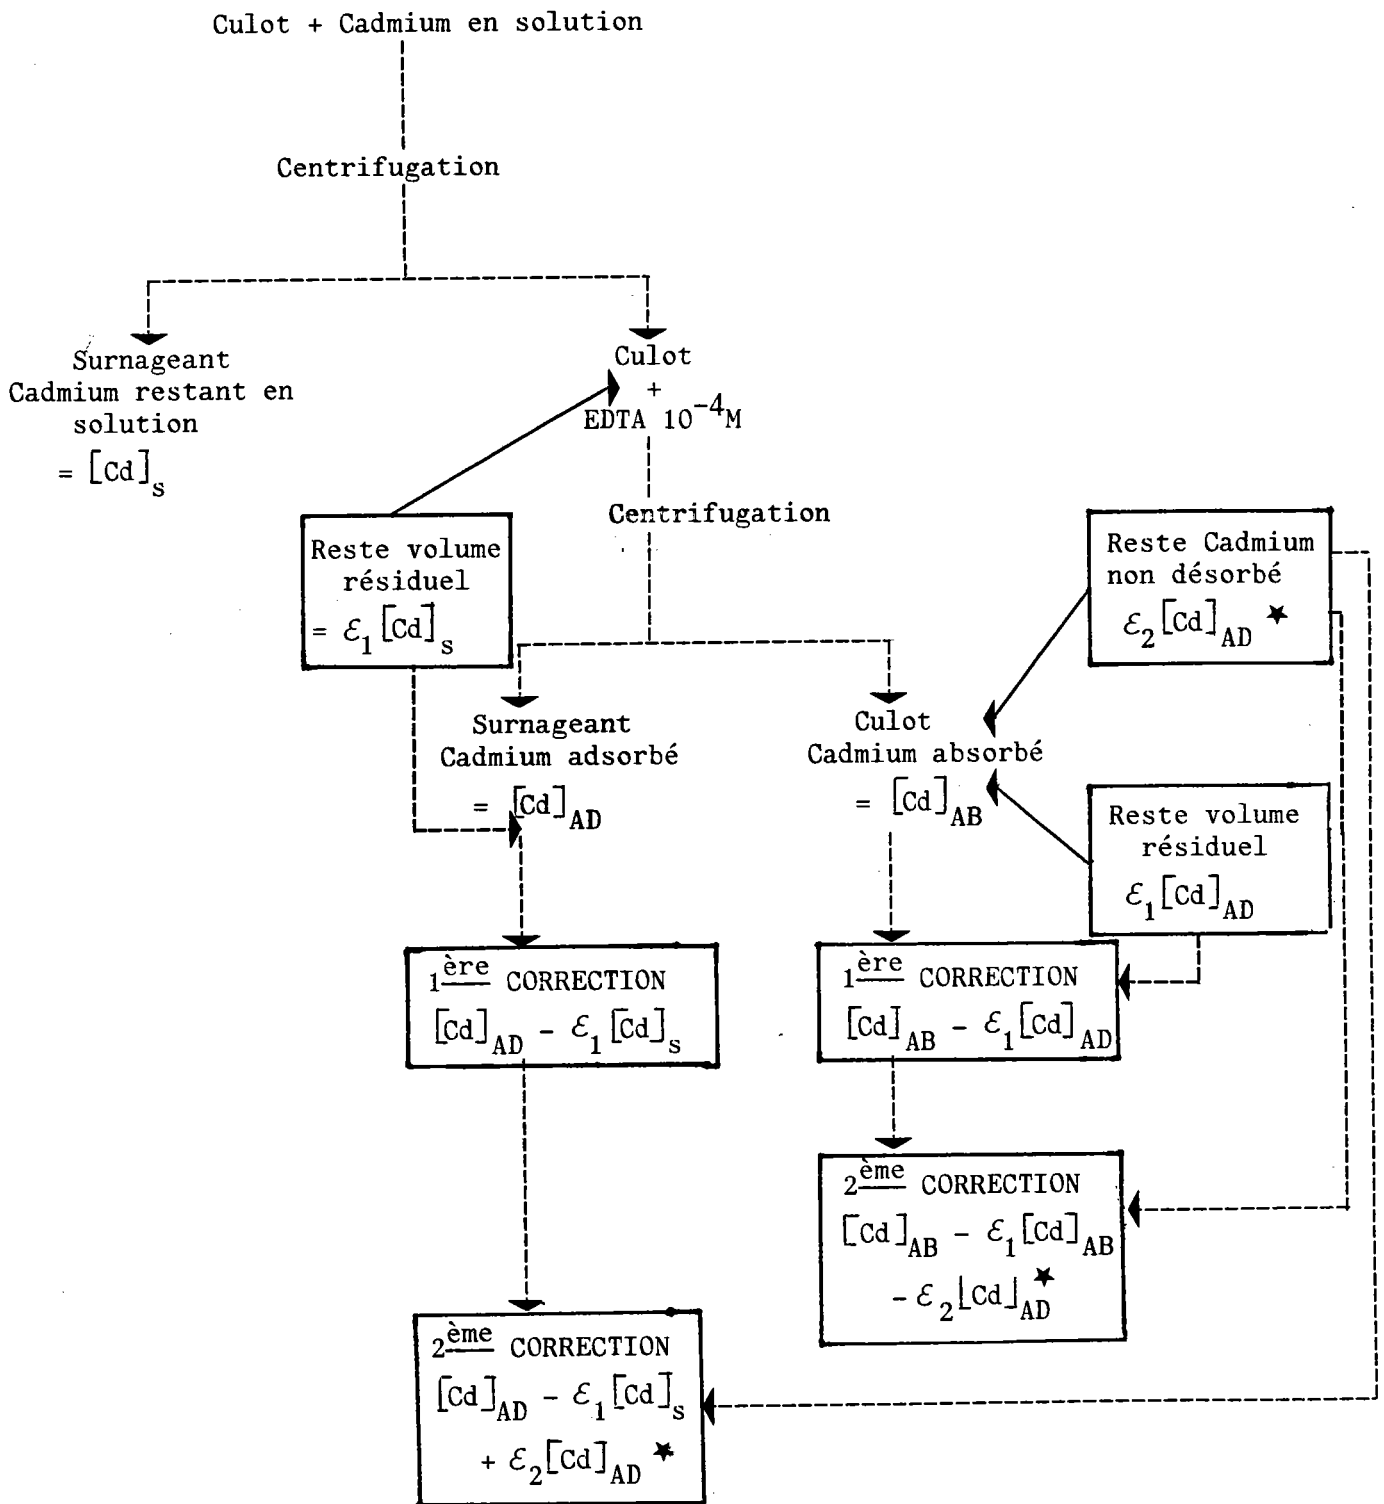 Culot + Cadmium en solution
Centrifugation
Surnageant
Cadmium restant en
solution
= [Cd]s
Culot
+
EDTA 10⁻⁴M
Centrifugation
Reste volume
résiduel
= ε₁[Cd]s
Reste Cadmium
non désorbé
ε₂[Cd]AD ★
Surnageant
Cadmium adsorbé
= [Cd]AD
Culot
Cadmium absorbé
= [Cd]AB
Reste volume
résiduel
ε₁[Cd]AD
1ère CORRECTION
[Cd]AD - ε₁[Cd]s
1ère CORRECTION
[Cd]AB - ε₁[Cd]AD
2ème CORRECTION
[Cd]AB - ε₁[Cd]AB
- ε₂⌊Cd⌋AD★
2ème CORRECTION
[Cd]AD - ε₁[Cd]s
+ ε₂[Cd]AD ★